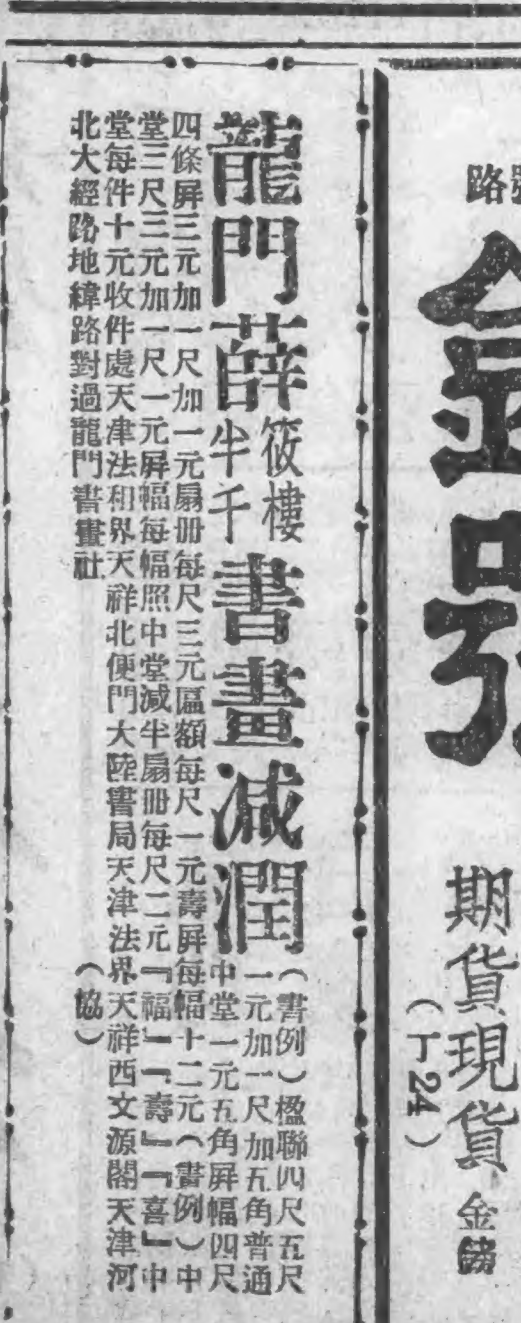 路
期貨現貨
（丅24）
龍門薛筱樓半千書畫減潤
（書例）楹聯四尺五尺
一元加一尺加五角普通
中堂一元五角屏幅四尺
四條屏三元加一尺加一元扇册每尺三元匾額每尺一元壽屏每幅十二元（畫例）中
堂三尺三元加一尺一元屏幅每幅照中堂減半扇册每尺二元『福』『壽』『喜』中
堂每件十元收件處天津法租界天祥北便門大陸書局天津法界天祥西文源閣天津河
北大經路地緯路對過龍門書畫社
（協）